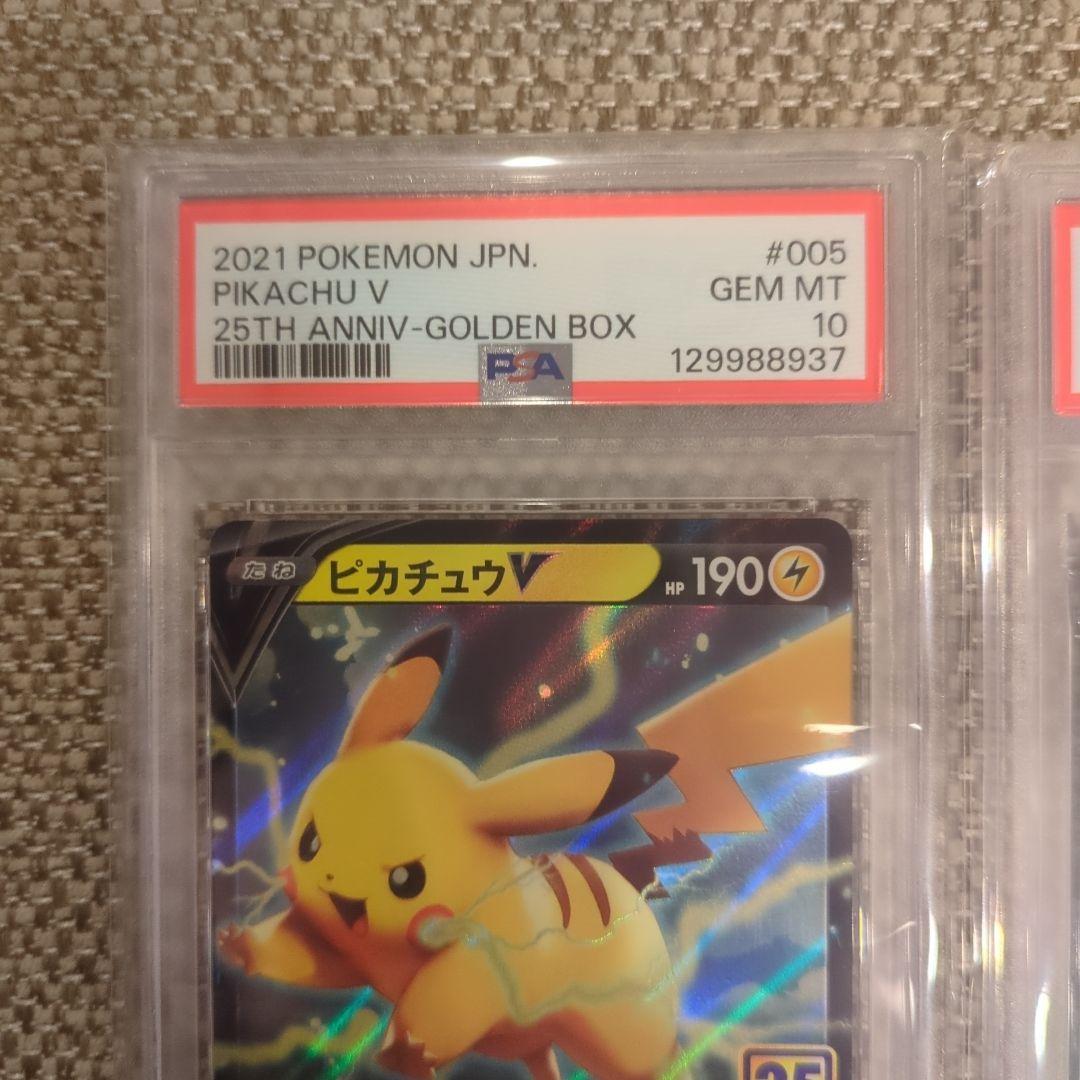 2021 POKEMON JPN. #005
PIKACHU V GEM MT
25TH ANNIV-GOLDEN BOX 10
PSA 129988937
たね ピカチュウV HP 190
25